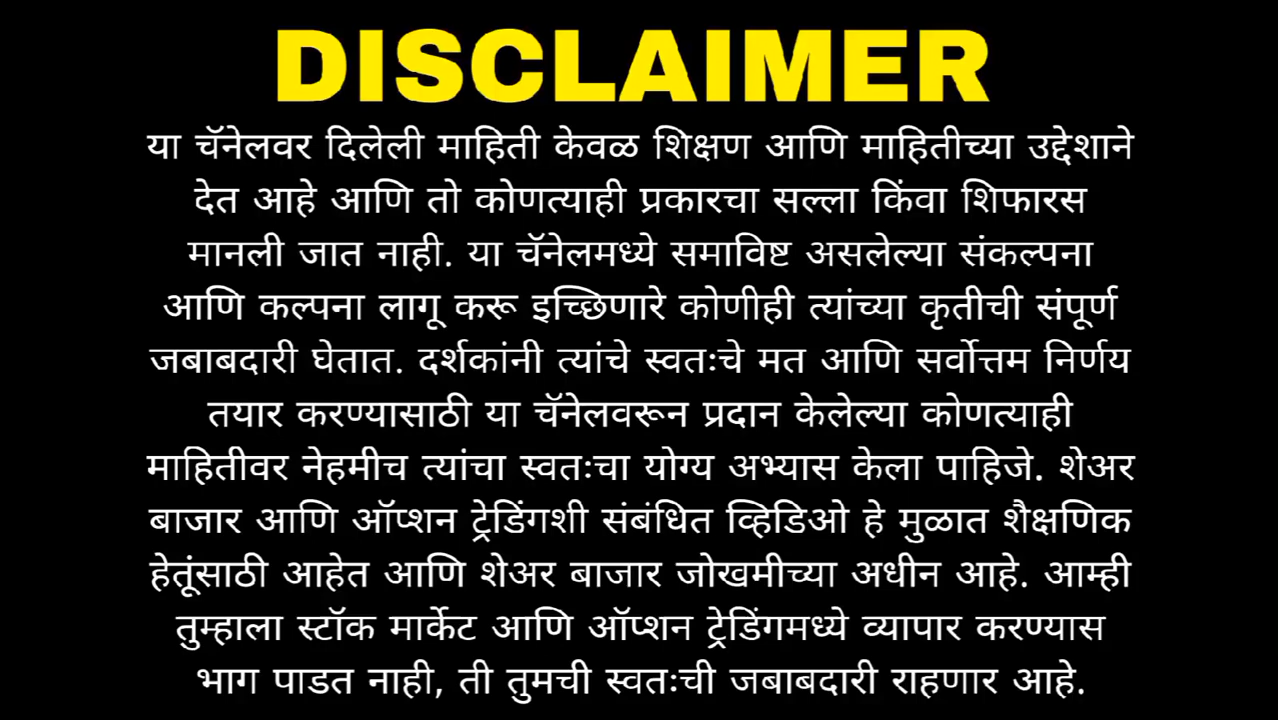 DISCLAIMER
या चॅनेलवर दिलेली माहिती केवळ शिक्षण आणि माहितीच्या उद्देशाने
देत आहे आणि तो कोणत्याही प्रकारचा सल्ला किंवा शिफारस
मानली जात नाही. या चॅनेलमध्ये समाविष्ट असलेल्या संकल्पना
आणि कल्पना लागू करू इच्छिणारे कोणीही त्यांच्या कृतीची संपूर्ण
जबाबदारी घेतात. दर्शकांनी त्यांचे स्वतःचे मत आणि सर्वोत्तम निर्णय
तयार करण्यासाठी या चॅनेलवरून प्रदान केलेल्या कोणत्याही
माहितीवर नेहमीच त्यांचा स्वतःचा योग्य अभ्यास केला पाहिजे. शेअर
बाजार आणि ऑप्शन ट्रेडिंगशी संबंधित व्हिडिओ हे मुळात शैक्षणिक
हेतूंसाठी आहेत आणि शेअर बाजार जोखमीच्या अधीन आहे. आम्ही
तुम्हाला स्टॉक मार्केट आणि ऑप्शन ट्रेडिंगमध्ये व्यापार करण्यास
भाग पाडत नाही, ती तुमची स्वतःची जबाबदारी राहणार आहे.